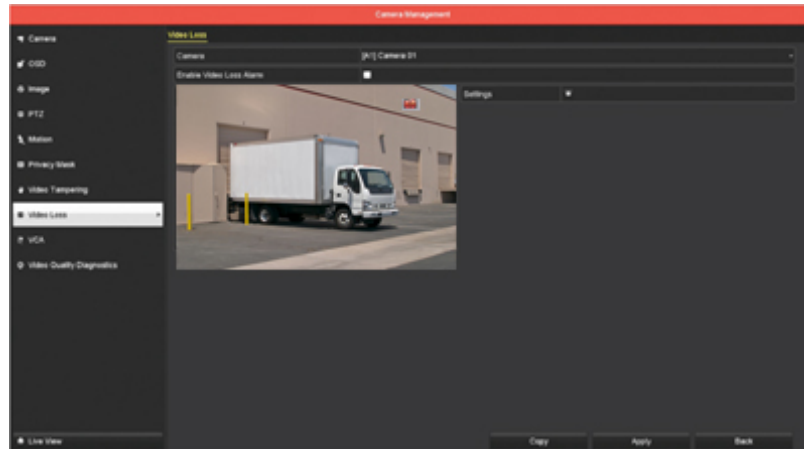 Camera Management
Camera
OSD
Image
PTZ
Motion
Privacy Mask
Video Tampering
Video Loss
VCA
Video Quality Diagnostics
Live View
Video Loss
Camera
[A1] Camera 01
Enable Video Loss Alarm
Settings
Copy
Apply
Back